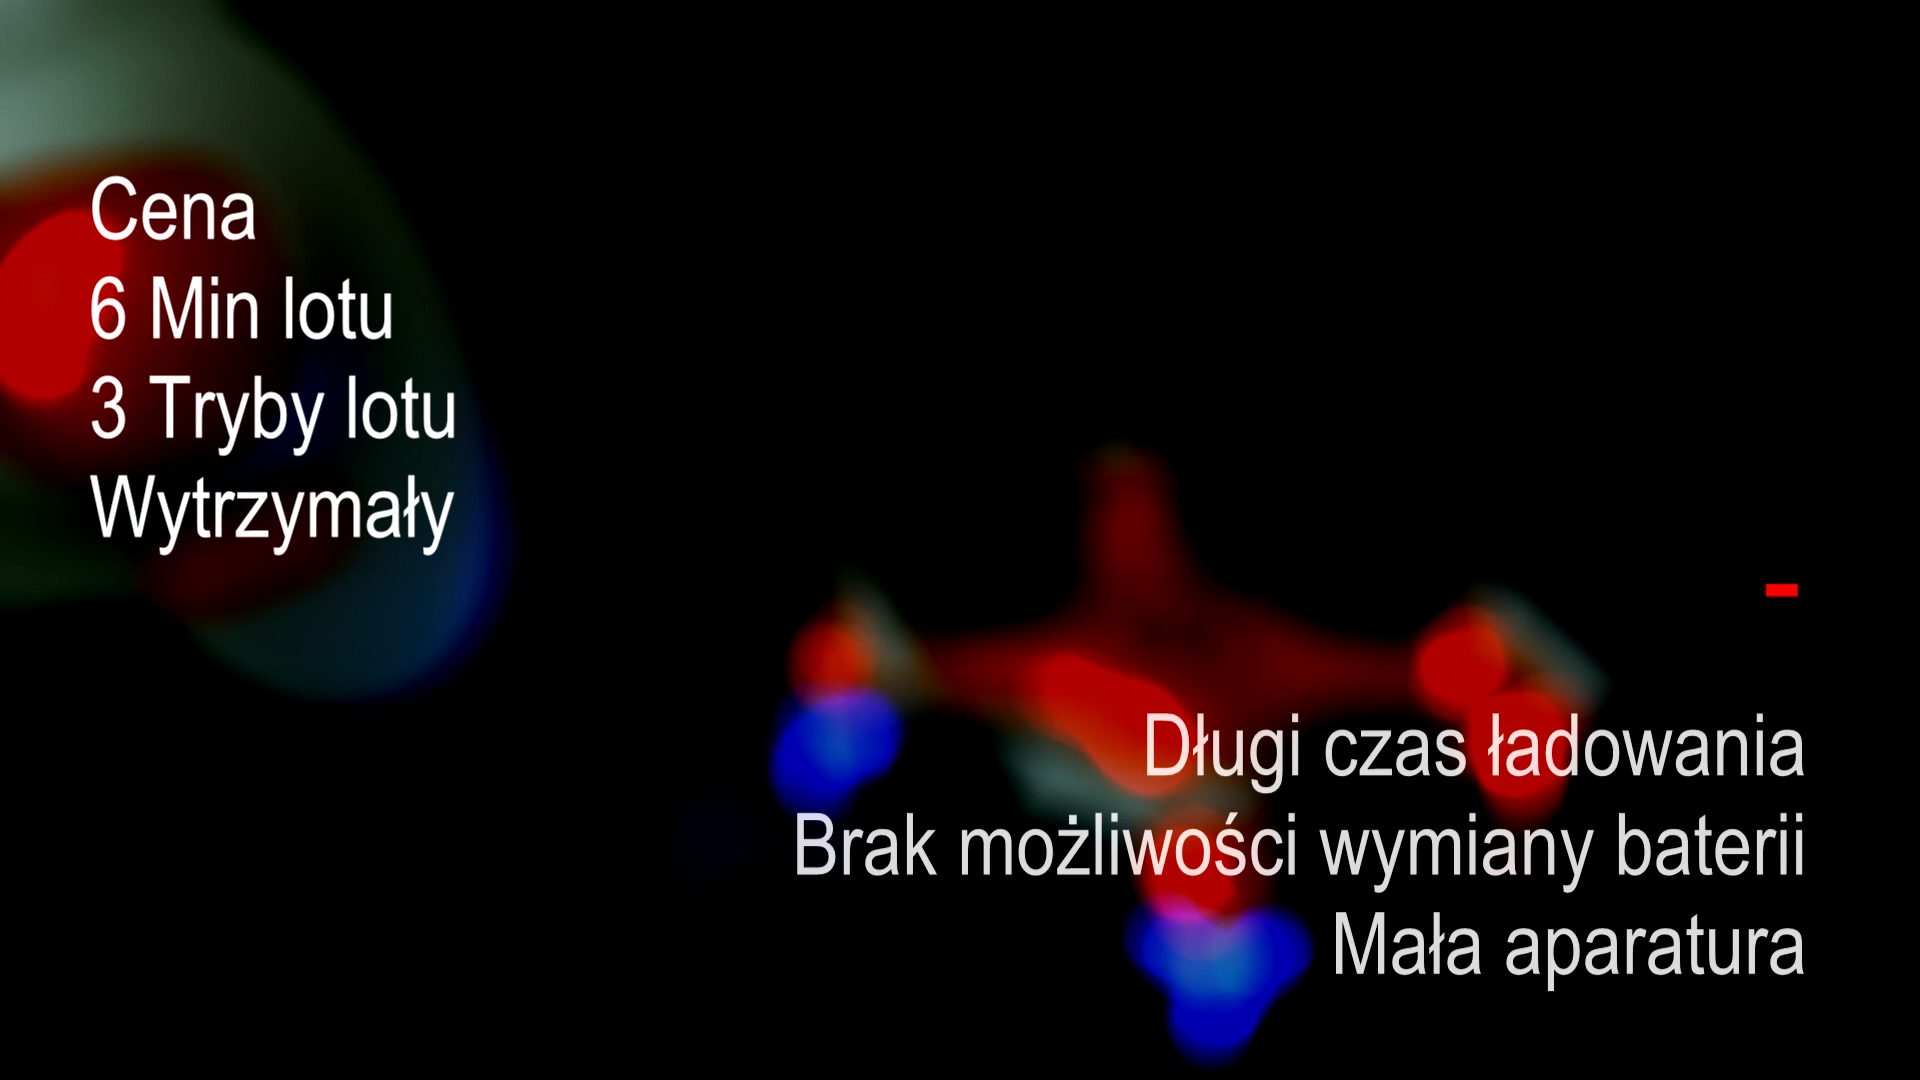 Cena
6 Min lotu
3 Tryby lotu
Wytrzymały
-
Długi czas ładowania
Brak możliwości wymiany baterii
Mała aparatura